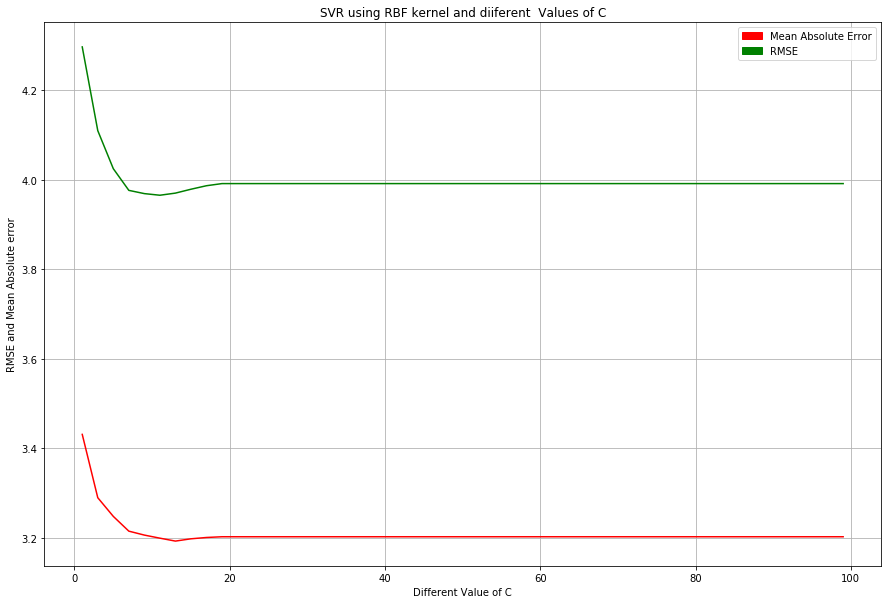 SVR using RBF kernel and diiferent  Values of C
Mean Absolute Error
RMSE
RMSE and Mean Absolute error
4.2
4.0
3.8
3.6
3.4
3.2
0 20 40 60 80 100
Different Value of C